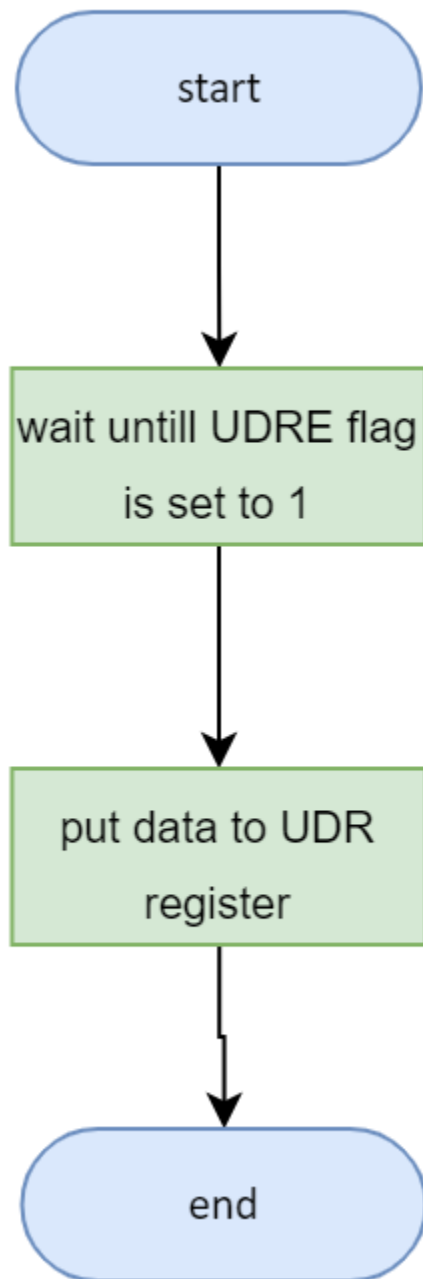 start
wait untill UDRE flag
is set to 1
put data to UDR
register
end